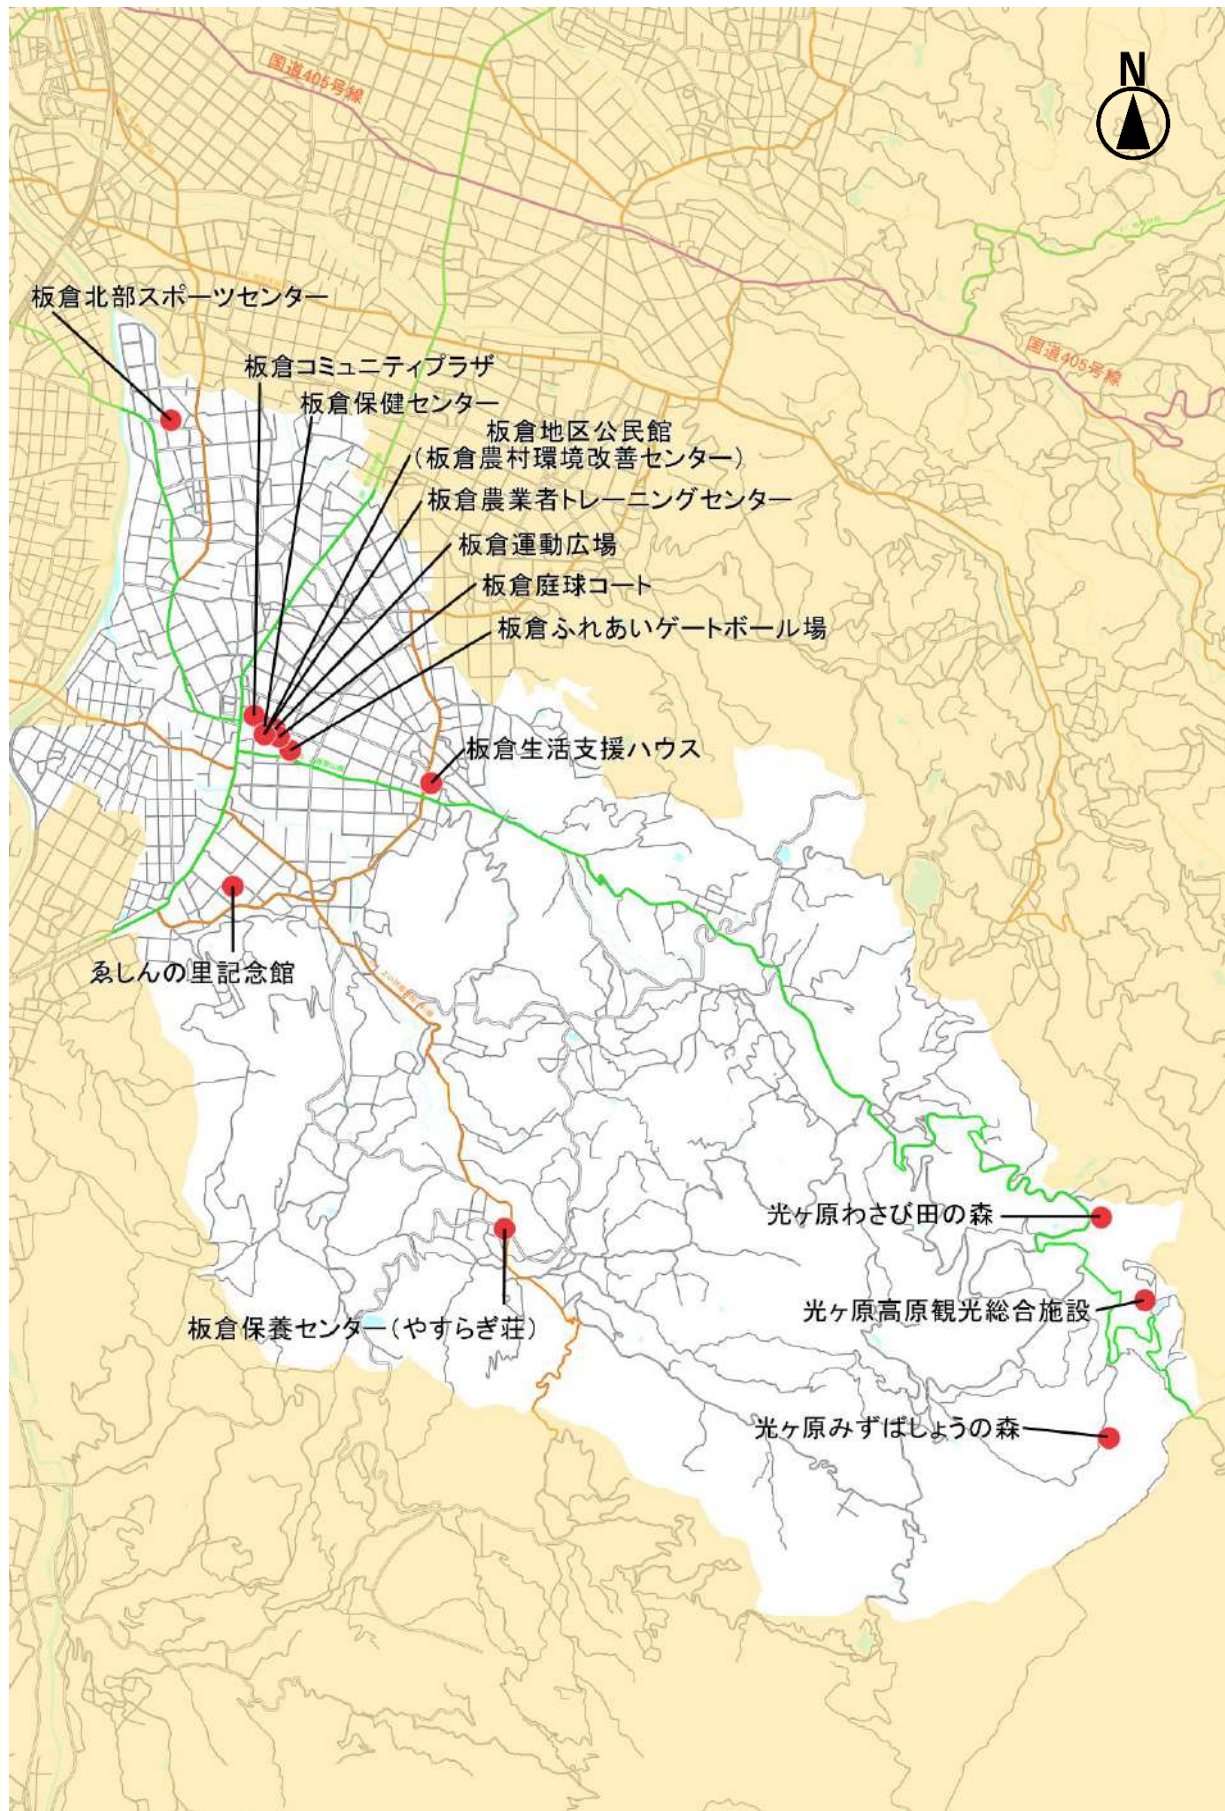 N
国道405号線
板倉北部スポーツセンター
国道405号線
板倉コミュニティプラザ
板倉保健センター
板倉地区公民館
(板倉農村環境改善センター)
板倉農業者トレーニングセンター
板倉運動広場
板倉庭球コート
板倉ふれあいゲートボール場
板倉生活支援ハウス
ゑしんの里記念館
光ヶ原わさび田の森
光ヶ原高原観光総合施設
板倉保養センター(やすらぎ荘)
光ヶ原みずばしょうの森